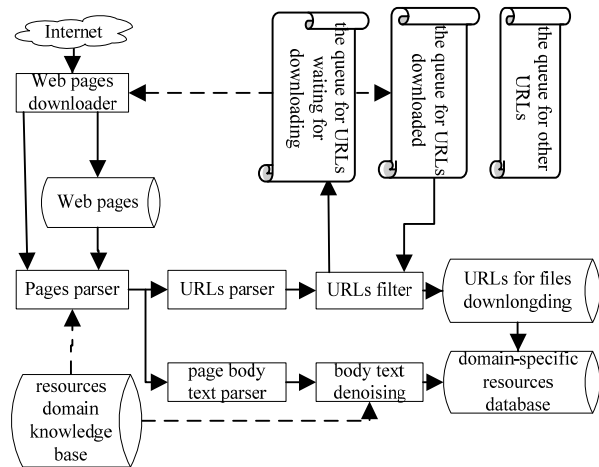 Internet
Web pages
downloader
the queue for URLs
waiting for
downloading
the queue for URLs
downloaded
the queue for other
URLs
Web pages
Pages parser
URLs parser
URLs filter
URLs for files
downlongding
page body
text parser
body text
denoising
domain-specific
resources
database
resources
domain
knowledge
base